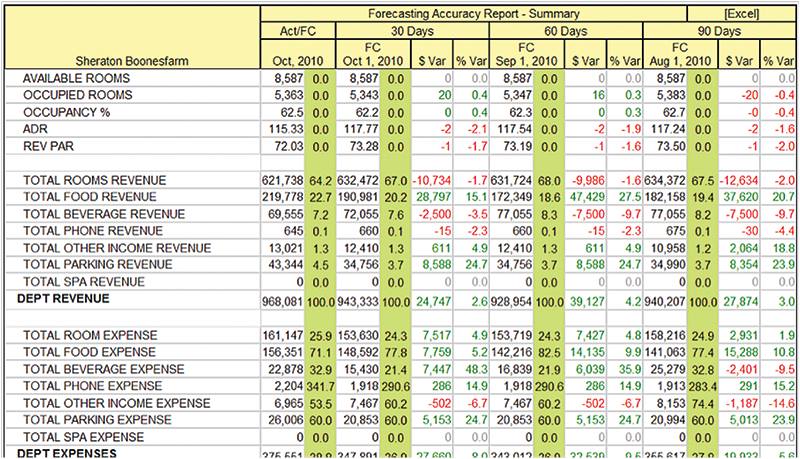 Forecasting Accuracy Report - Summary [Excel]
Act/FC 30 Days 60 Days 90 Days
Sheraton Boonesfarm Oct, 2010 FC Oct 1, 2010 $ Var % Var FC Sep 1, 2010 $ Var % Var FC Aug 1, 2010 $ Var % Var
AVAILABLE ROOMS 8,587 0.0 8,587 0.0 0 0.0 8,587 0.0 0 0.0 8,587 0.0 0 0.0
OCCUPIED ROOMS 5,363 0.0 5,343 0.0 20 0.4 5,347 0.0 16 0.3 5,383 0.0 -20 -0.4
OCCUPANCY % 62.5 0.0 62.2 0.0 0 0.4 62.3 0.0 0 0.3 62.7 0.0 -0 -0.4
ADR 115.33 0.0 117.77 0.0 -2 -2.1 117.54 0.0 -2 -1.9 117.24 0.0 -2 -1.6
REV PAR 72.03 0.0 73.28 0.0 -1 -1.7 73.19 0.0 -1 -1.6 73.50 0.0 -1 -2.0
TOTAL ROOMS REVENUE 621,738 64.2 632,472 67.0 -10,734 -1.7 631,724 68.0 -9,986 -1.6 634,372 67.5 -12,634 -2.0
TOTAL FOOD REVENUE 219,778 22.7 190,981 20.2 28,797 15.1 172,349 18.6 47,429 27.5 182,158 19.4 37,620 20.7
TOTAL BEVERAGE REVENUE 69,555 7.2 72,055 7.6 -2,500 -3.5 77,055 8.3 -7,500 -9.7 77,055 8.2 -7,500 -9.7
TOTAL PHONE REVENUE 645 0.1 660 0.1 -15 -2.3 660 0.1 -15 -2.3 675 0.1 -30 -4.4
TOTAL OTHER INCOME REVENUE 13,021 1.3 12,410 1.3 611 4.9 12,410 1.3 611 4.9 10,958 1.2 2,064 18.8
TOTAL PARKING REVENUE 43,344 4.5 34,756 3.7 8,588 24.7 34,756 3.7 8,588 24.7 34,990 3.7 8,354 23.9
TOTAL SPA REVENUE 0 0.0 0 0.0 0 0.0 0 0.0 0 0.0 0 0.0 0 0.0
DEPT REVENUE 968,081 100.0 943,333 100.0 24,747 2.6 928,954 100.0 39,127 4.2 940,207 100.0 27,874 3.0
TOTAL ROOM EXPENSE 161,147 25.9 153,630 24.3 7,517 4.9 153,719 24.3 7,427 4.8 158,216 24.9 2,931 1.9
TOTAL FOOD EXPENSE 156,351 71.1 148,592 77.8 7,759 5.2 142,216 82.5 14,135 9.9 141,063 77.4 15,288 10.8
TOTAL BEVERAGE EXPENSE 22,878 32.9 15,430 21.4 7,447 48.3 16,839 21.9 6,039 35.9 25,279 32.8 -2,401 -9.5
TOTAL PHONE EXPENSE 2,204 341.7 1,918 290.6 286 14.9 1,918 290.6 286 14.9 1,913 283.4 291 15.2
TOTAL OTHER INCOME EXPENSE 6,965 53.5 7,467 60.2 -502 -6.7 7,467 60.2 -502 -6.7 8,153 74.4 -1,187 -14.6
TOTAL PARKING EXPENSE 26,006 60.0 20,853 60.0 5,153 24.7 20,853 60.0 5,153 24.7 20,994 60.0 5,013 23.9
TOTAL SPA EXPENSE 0 0.0 0 0.0 0 0.0 0 0.0 0 0.0 0 0.0 0 0.0
DEPT EXPENSES